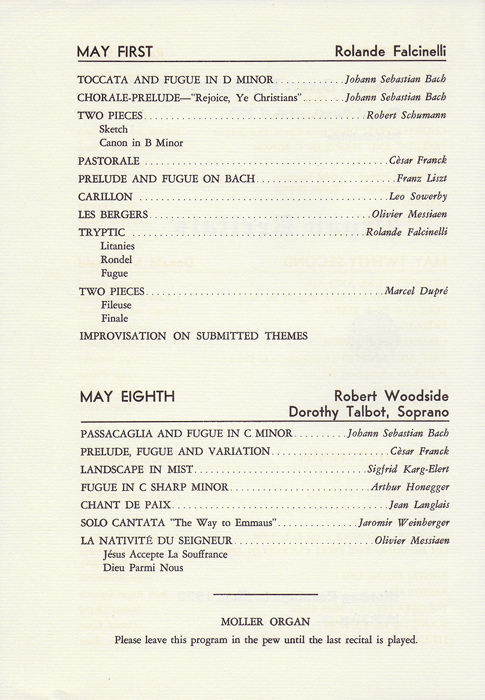 MAY FIRST Rolande Falcinelli
TOCCATA AND FUGUE IN D MINOR............Johann Sebastian Bach
CHORALE-PRELUDE—"Rejoice, Ye Christians"........Johann Sebastian Bach
TWO PIECES......................................Robert Schumann
Sketch
Canon in B Minor
PASTORALE ..........................................Cèsar Franck
PRELUDE AND FUGUE ON BACH........................Franz Liszt
CARILLON ..........................................Leo Sowerby
LES BERGERS......................................Olivier Messiaen
TRYPTIC ........................................Rolande Falcinelli
Litanies
Rondel
Fugue
TWO PIECES.........................................Marcel Dupré
Fileuse
Finale
IMPROVISATION ON SUBMITTED THEMES
MAY EIGHTH Robert Woodside
Dorothy Talbot, Soprano
PASSACAGLIA AND FUGUE IN C MINOR.........Johann Sebastian Bach
PRELUDE, FUGUE AND VARIATION.....................Cèsar Franck
LANDSCAPE IN MIST..............................Sigfrid Karg-Elert
FUGUE IN C SHARP MINOR.........................Arthur Honegger
CHANT DE PAIX......................................Jean Langlais
SOLO CANTATA "The Way to Emmaus"..............Jaromir Weinberger
LA NATIVITÉ DU SEIGNEUR.........................Olivier Messiaen
Jésus Accepte La Souffrance
Dieu Parmi Nous
MOLLER ORGAN
Please leave this program in the pew until the last recital is played.